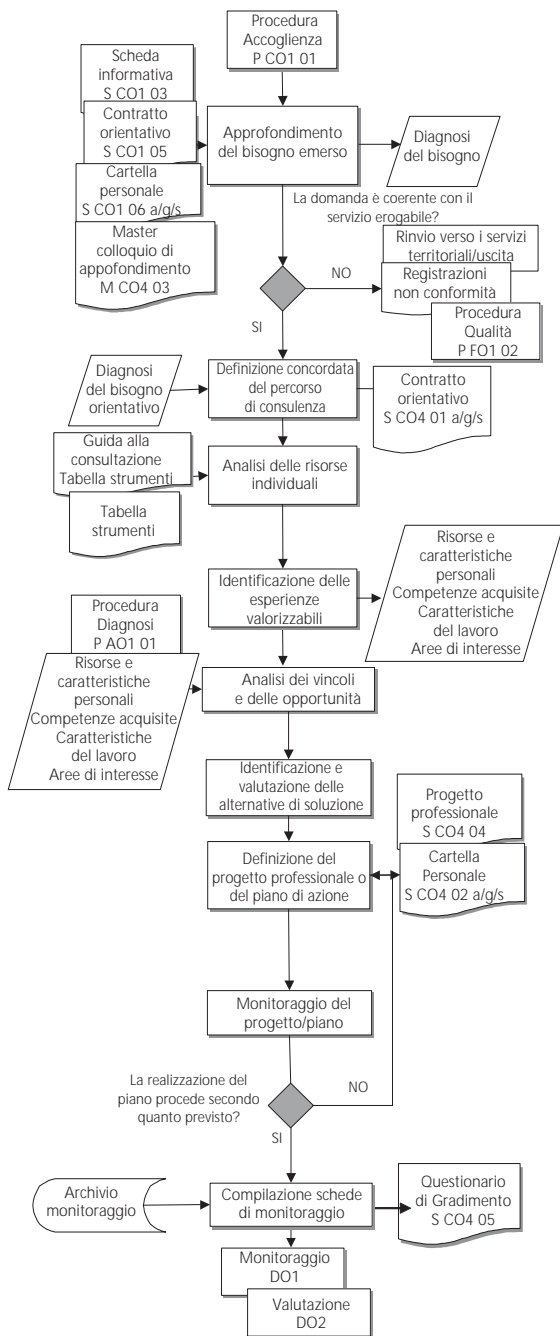 Procedura
Accoglienza
P CO1 01
Scheda
informativa
S CO1 03
Contratto
orientativo
S CO1 05
Cartella
personale
S CO1 06 a/g/s
Master
colloquio di
appofondimento
M CO4 03
Approfondimento
del bisogno emerso
Diagnosi
del bisogno
La domanda è coerente con il
servizio erogabile?
NO
Rinvio verso i servizi
territoriali/uscita
Registrazioni
non conformità
Procedura
Qualità
P FO1 02
SI
Diagnosi
del bisogno
orientativo
Definizione concordata
del percorso
di consulenza
Contratto
orientativo
S CO4 01 a/g/s
Guida alla
consultazione
Tabella strumenti
Tabella
strumenti
Analisi delle risorse
individuali
Identificazione delle
esperienze
valorizzabili
Risorse e
caratteristiche
personali
Competenze acquisite
Caratteristiche
del lavoro
Aree di interesse
Procedura
Diagnosi
P AO1 01
Risorse e
caratteristiche
personali
Competenze acquisite
Caratteristiche
del lavoro
Aree di interesse
Analisi dei vincoli
e delle opportunità
Identificazione e
valutazione delle
alternative di soluzione
Definizione del
progetto professionale o
del piano di azione
Progetto
professionale
S CO4 04
Cartella
Personale
S CO4 02 a/g/s
Monitoraggio del
progetto/piano
La realizzazione del
piano procede secondo
quanto previsto?
NO
SI
Archivio
monitoraggio
Compilazione schede
di monitoraggio
Questionario
di Gradimento
S CO4 05
Monitoraggio
DO1
Valutazione
DO2